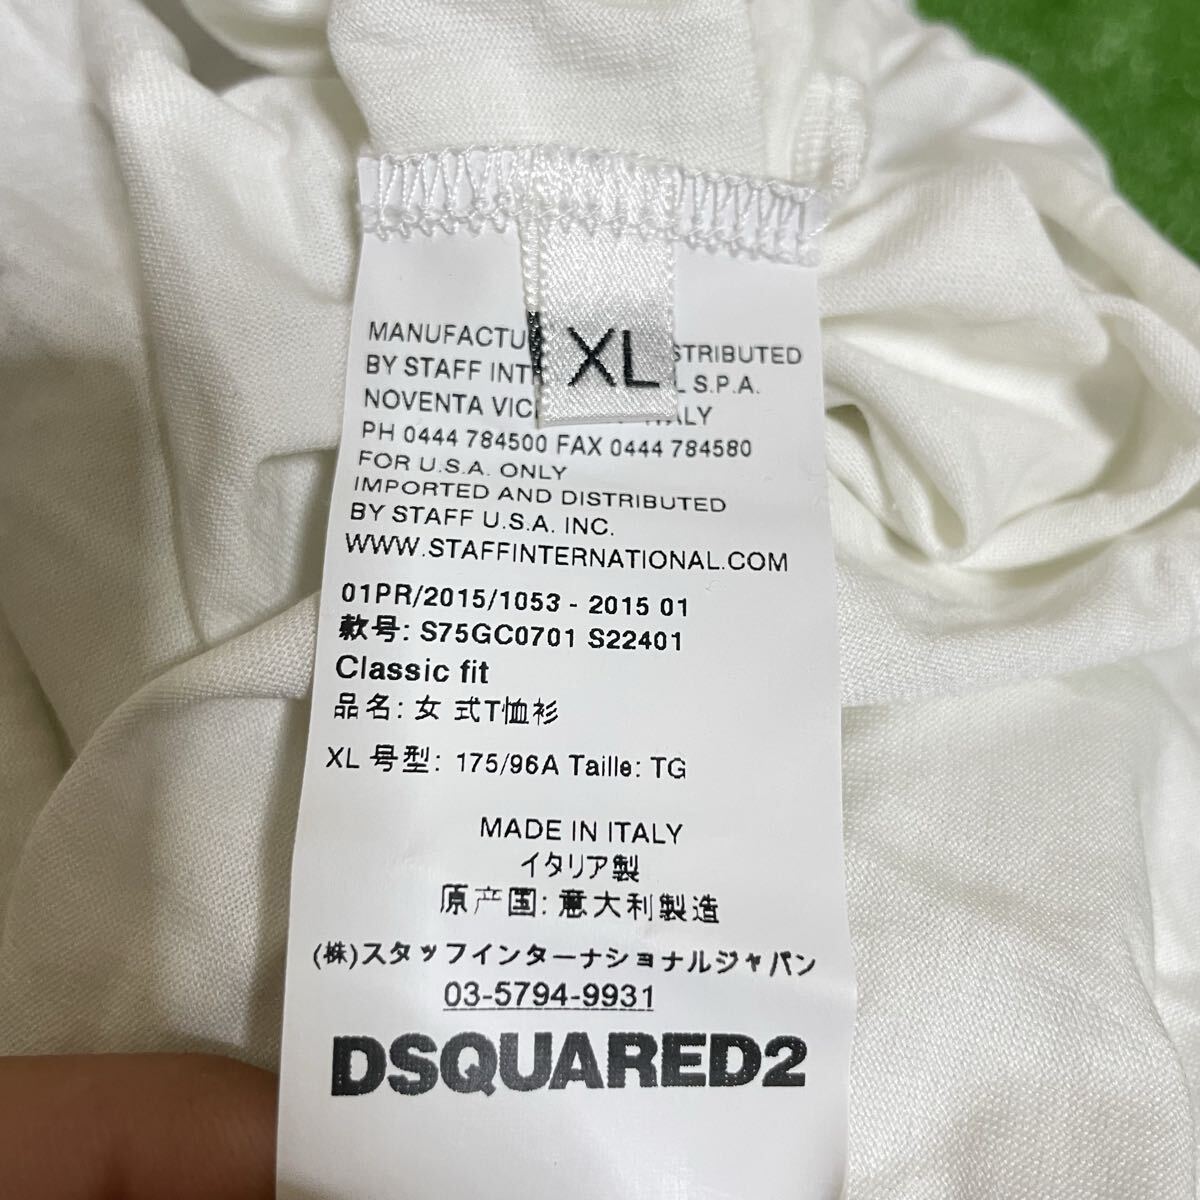 XL
MANUFACTU STRIBUTED
BY STAFF INT L S.P.A.
NOVENTA VIC ITALY
PH 0444 784500 FAX 0444 784580
FOR U.S.A. ONLY
IMPORTED AND DISTRIBUTED
BY STAFF U.S.A. INC.
WWW.STAFFINTERNATIONAL.COM
01PR/2015/1053 - 2015 01
款号: S75GC0701 S22401
Classic fit
品名: 女 式T恤衫
XL 号型: 175/96A Taille: TG
MADE IN ITALY
イタリア製
原产国: 意大利製造
(株)スタッフインターナショナルジャパン
03-5794-9931
DSQUARED2